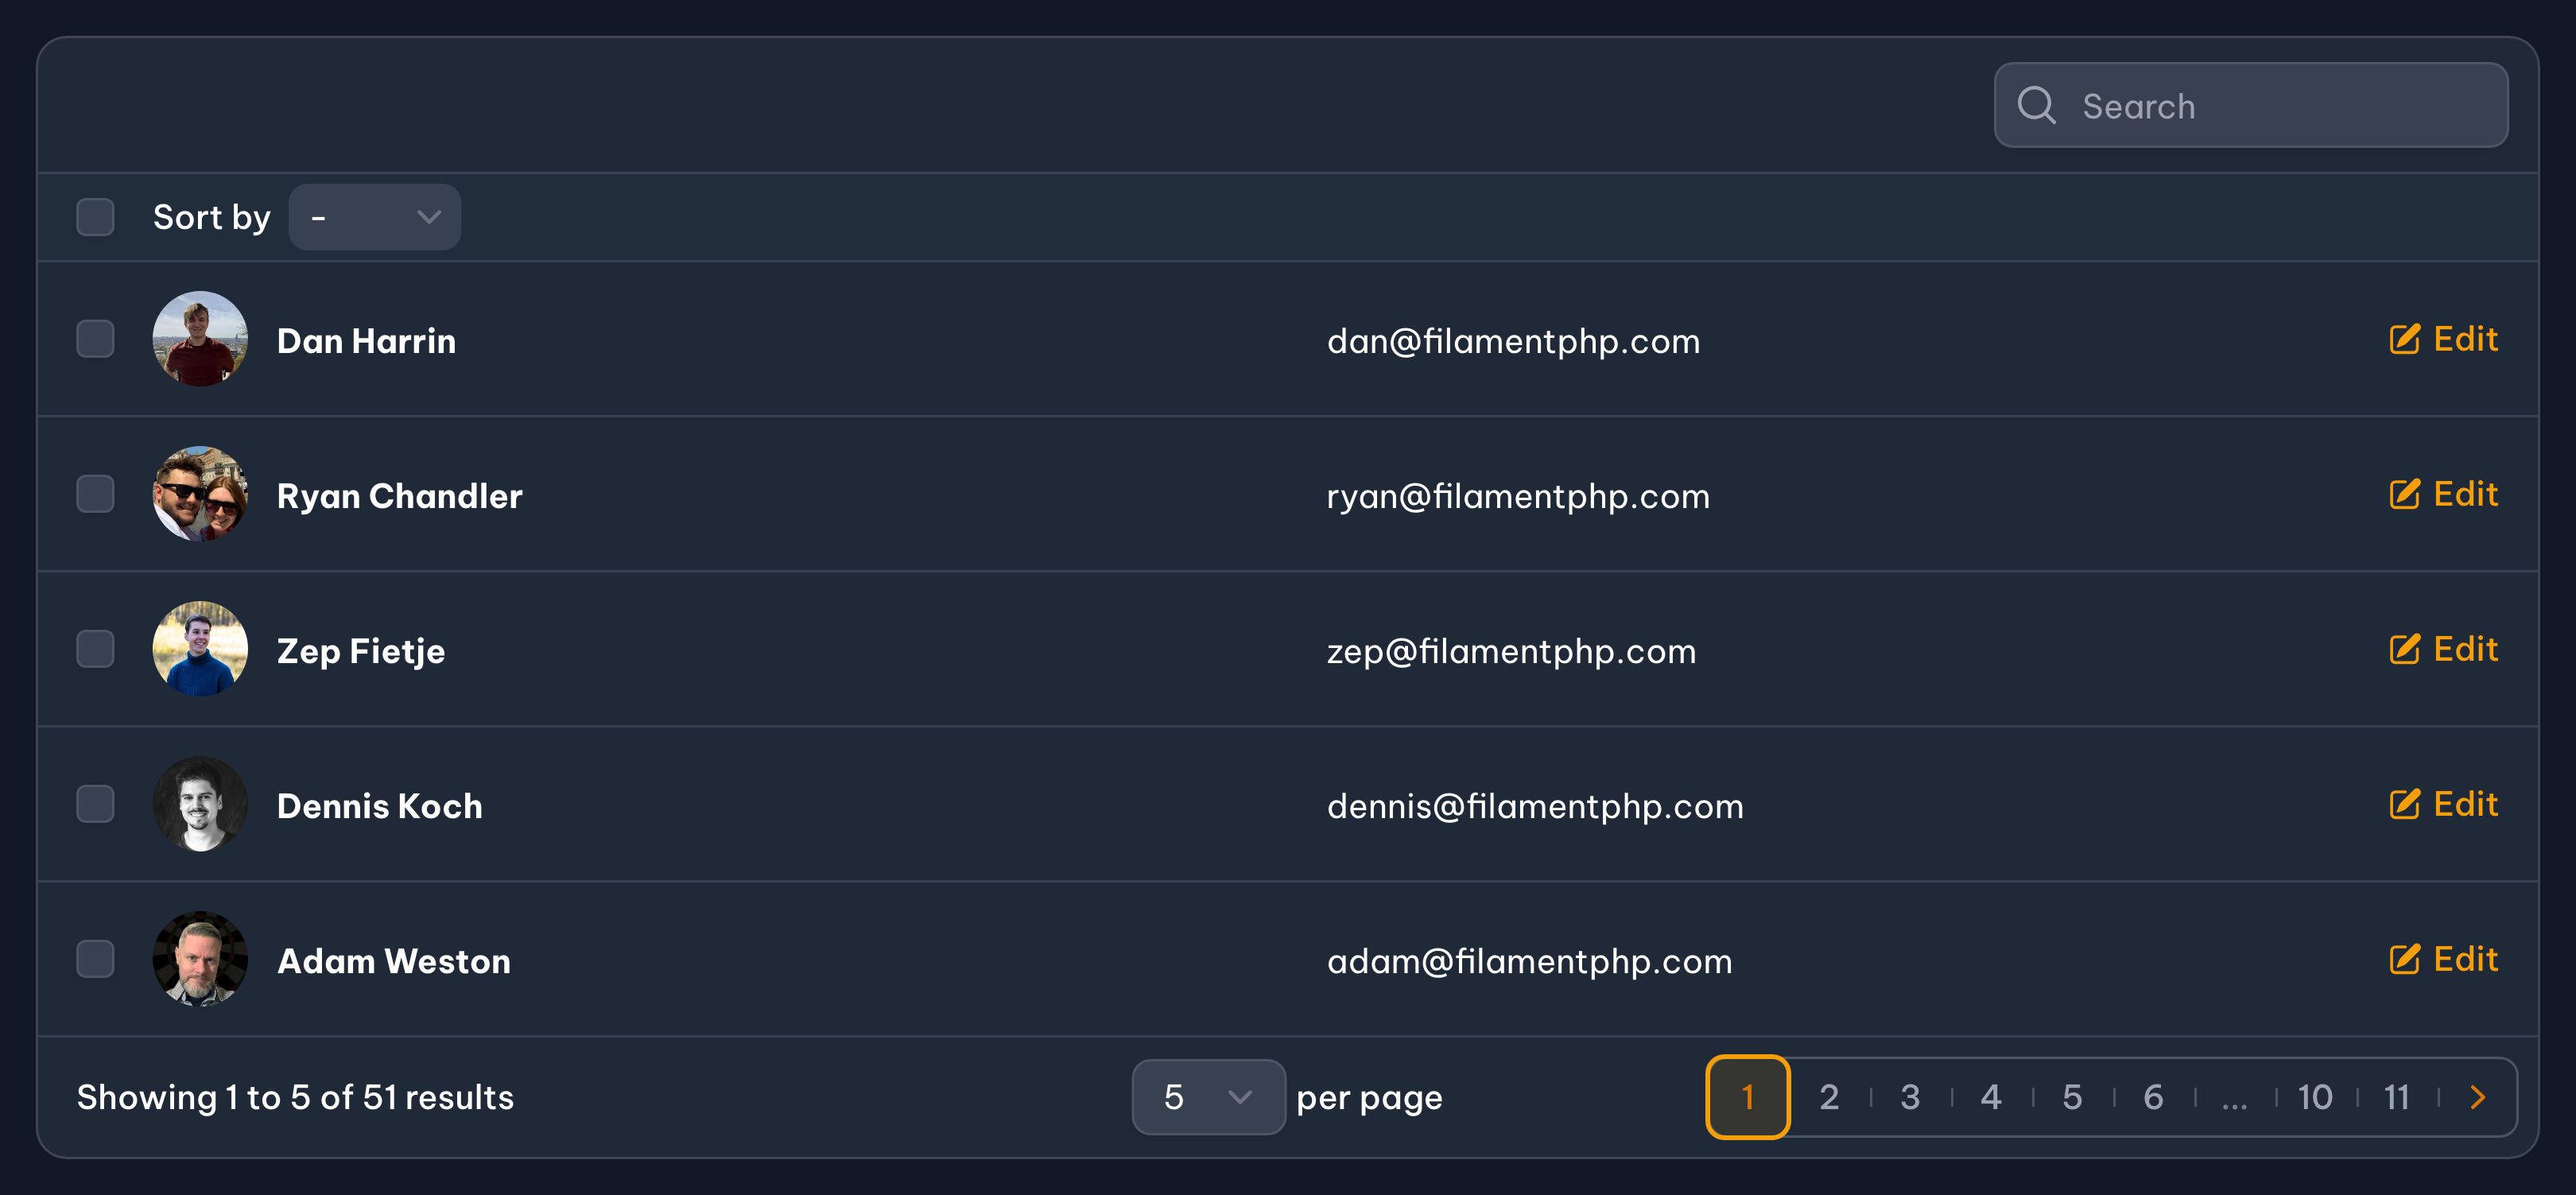 Search
Sort by -
Dan Harrin dan@filamentphp.com Edit
Ryan Chandler ryan@filamentphp.com Edit
Zep Fietje zep@filamentphp.com Edit
Dennis Koch dennis@filamentphp.com Edit
Adam Weston adam@filamentphp.com Edit
Showing 1 to 5 of 51 results 5 per page 1 2 3 4 5 6 ... 10 11